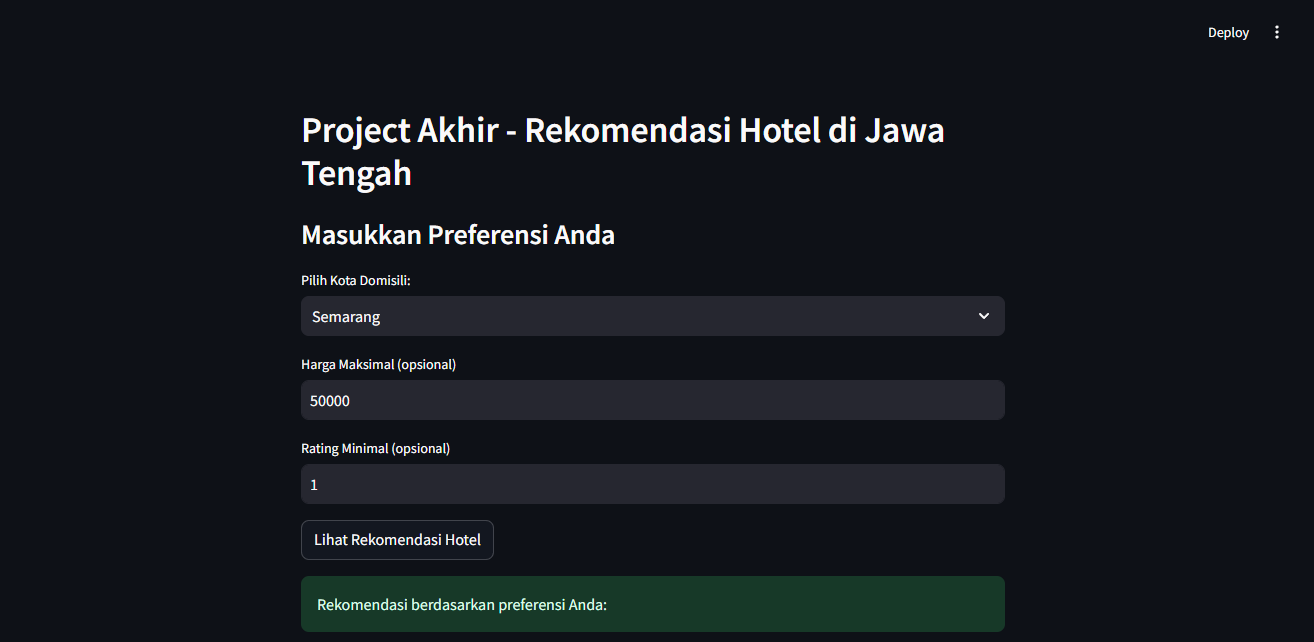 Deploy
Project Akhir - Rekomendasi Hotel di Jawa
Tengah
Masukkan Preferensi Anda
Pilih Kota Domisili:
Semarang
Harga Maksimal (opsional)
50000
Rating Minimal (opsional)
1
Lihat Rekomendasi Hotel
Rekomendasi berdasarkan preferensi Anda: